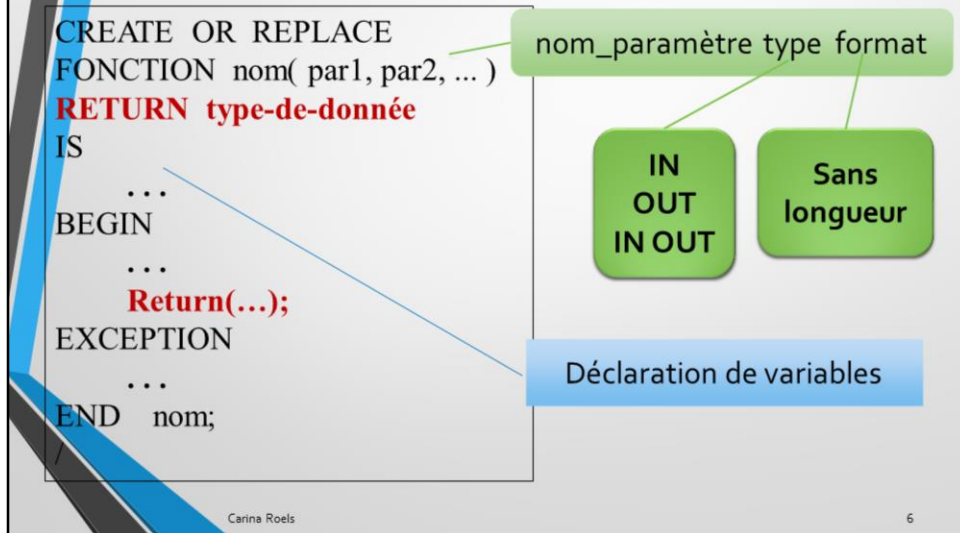 CREATE OR REPLACE
FONCTION nom( par1, par2, ... )
RETURN type-de-donnée
IS
...
BEGIN
...
Return(...);
EXCEPTION
...
END nom;
/
nom_paramètre type format
IN
OUT
IN OUT
Sans
longueur
Déclaration de variables
Carina Roels
6